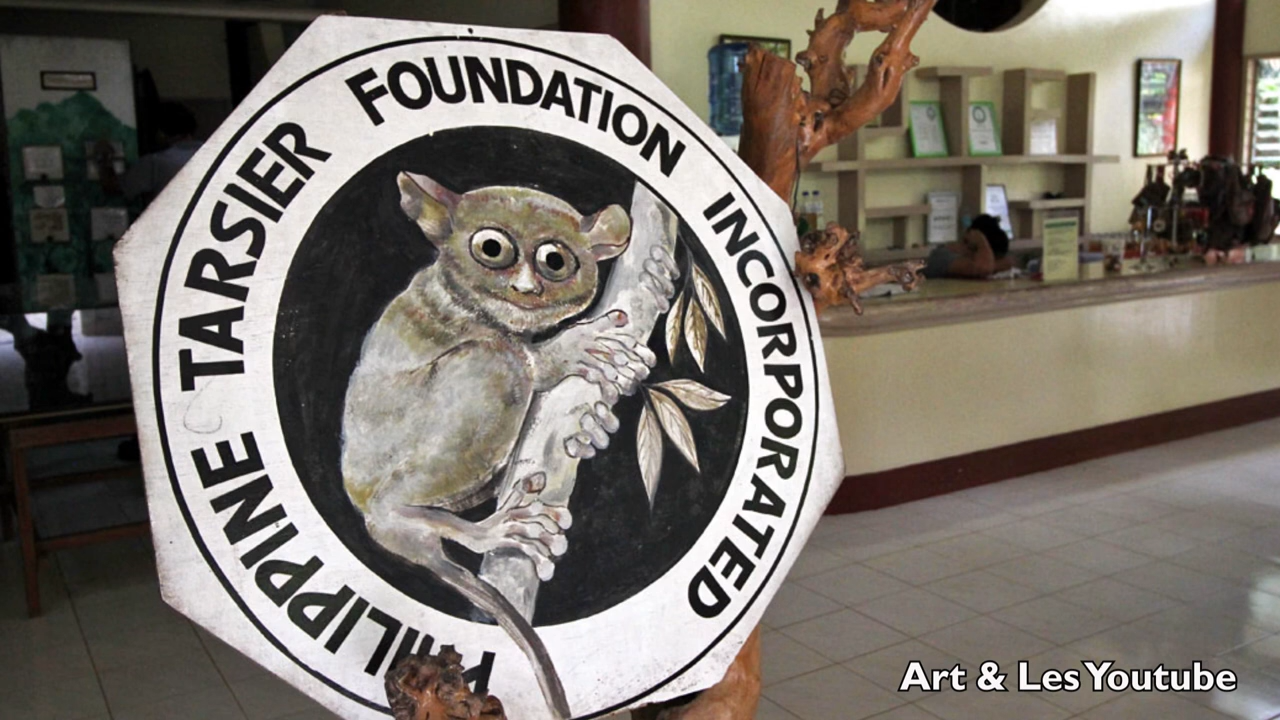 PHILIPPINE TARSIER FOUNDATION INCORPORATED
Art & Les Youtube